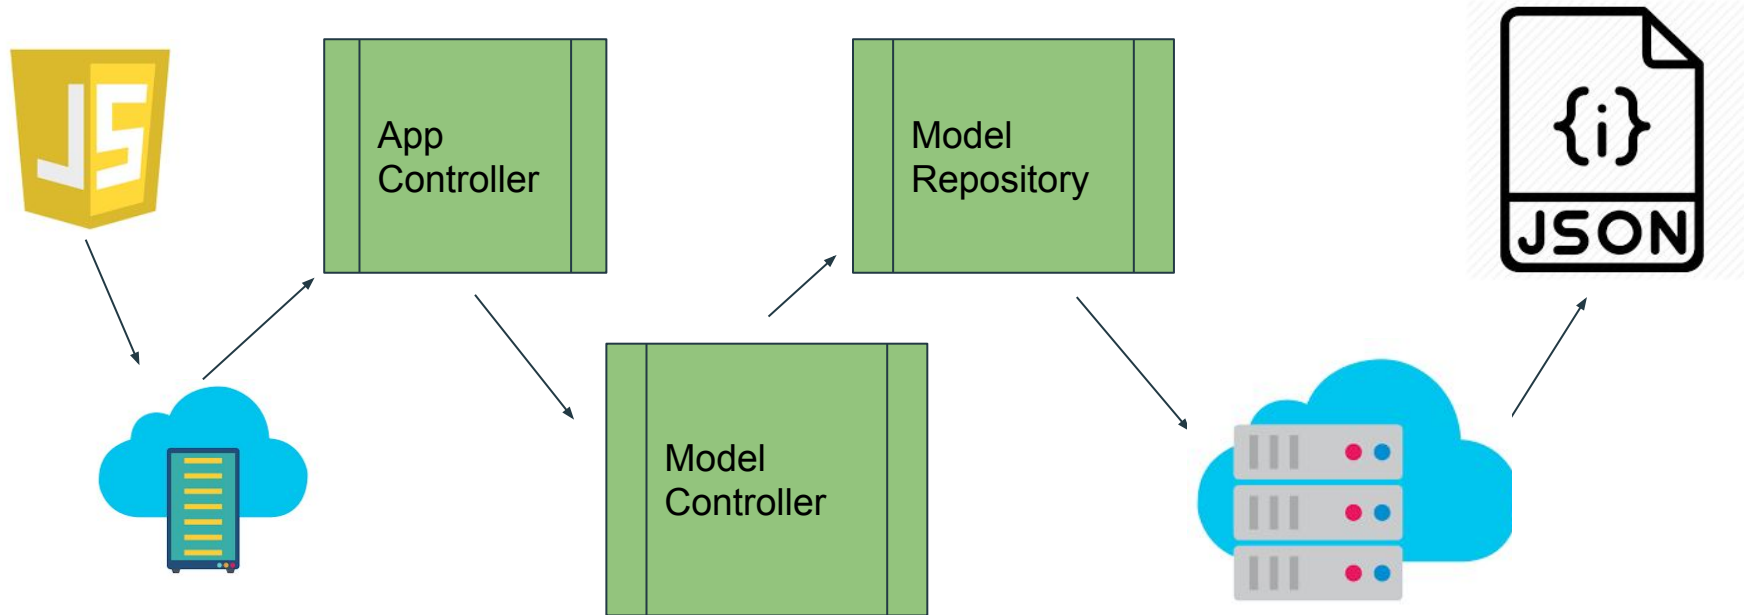 JS
App
Controller
Model
Repository
{i}
JSON
Model
Controller